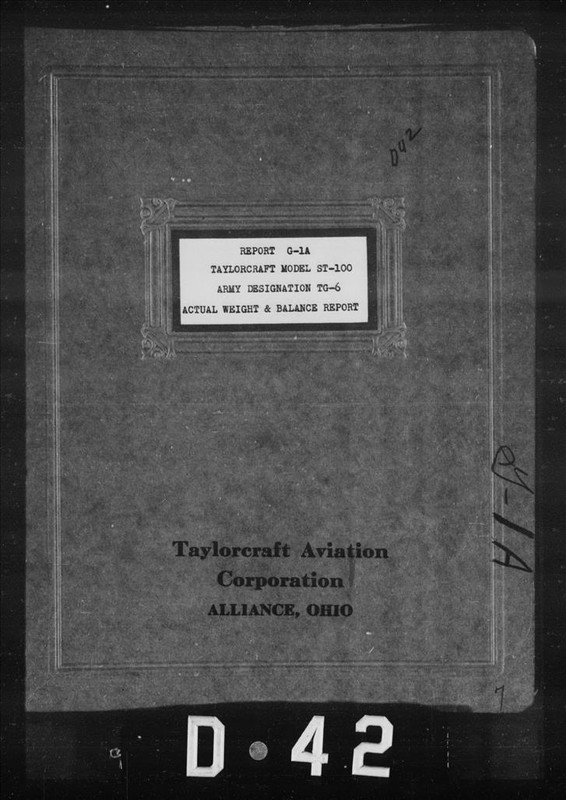 D42
REPORT G-1A
TAYLORCRAFT MODEL ST-100
ARMY DESIGNATION TG-6
ACTUAL WEIGHT & BALANCE REPORT
G-1A
Taylorcraft Aviation
Corporation
ALLIANCE, OHIO
7
D.42